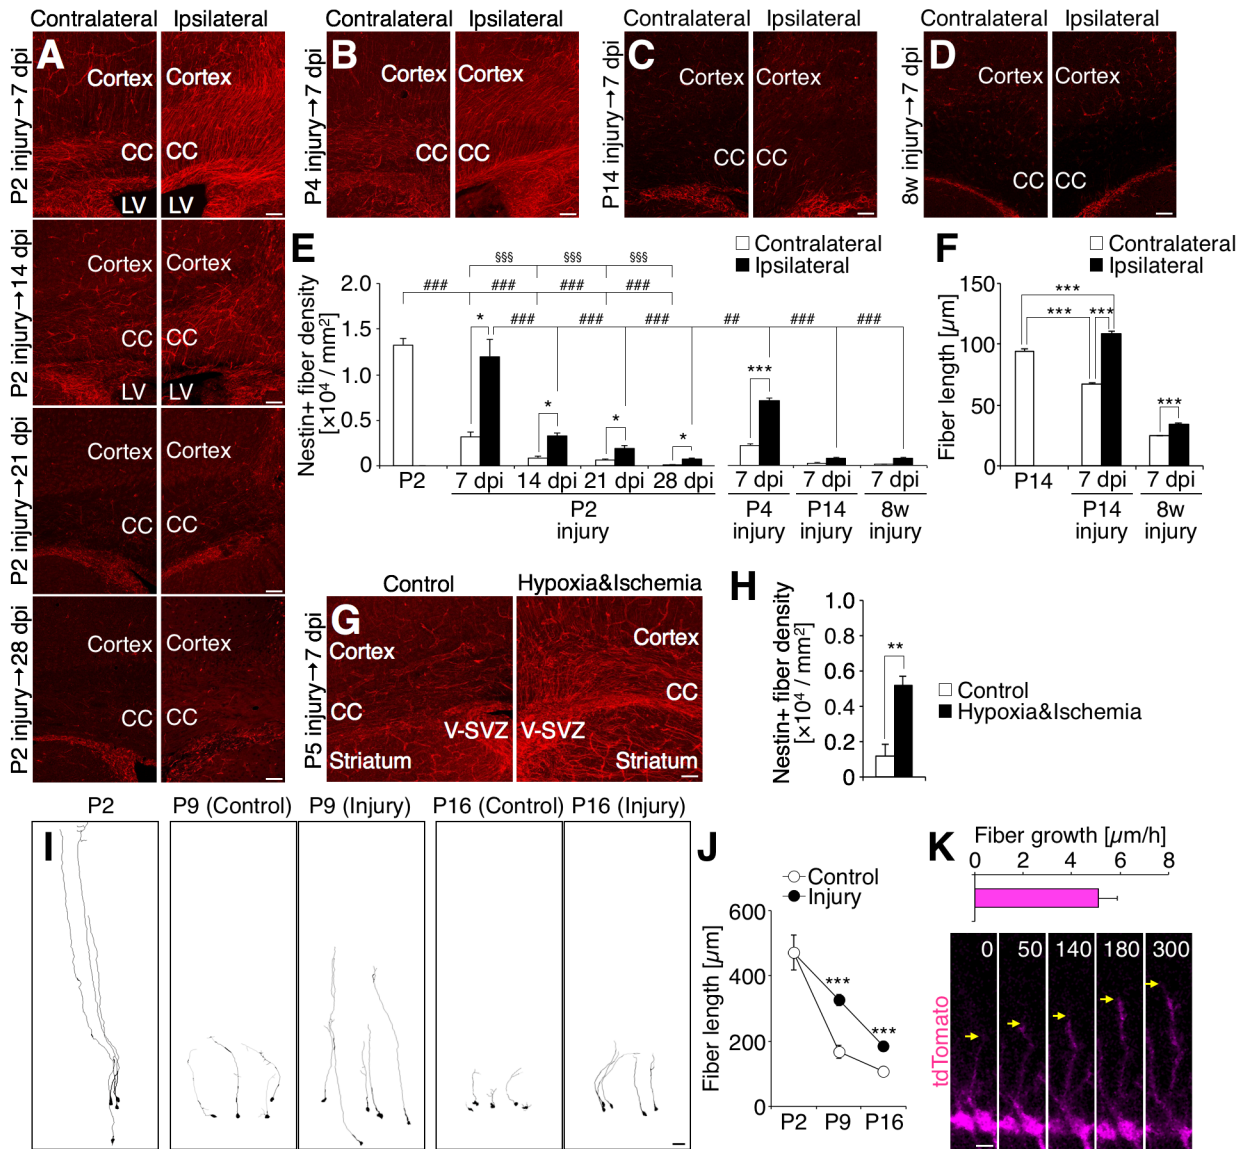 Contralateral Ipsilateral
P2 injury→7 dpi
A
Cortex Cortex
CC CC
LV LV
P2 injury→14 dpi
Cortex Cortex
CC CC
LV LV
P2 injury→21 dpi
Cortex Cortex
CC CC
P2 injury→28 dpi
Cortex Cortex
CC CC
Contralateral Ipsilateral
P4 injury→7 dpi
B
Cortex Cortex
CC CC
Contralateral Ipsilateral
P14 injury→7 dpi
C
Cortex Cortex
CC CC
Contralateral Ipsilateral
8w injury→7 dpi
D
Cortex Cortex
CC CC
E
Contralateral
Ipsilateral
Nestin+ fiber density
[×10⁴ / mm²]
2.0
1.5
1.0
0.5
0
§§§ §§§ §§§
### ### ### ###
* ### ### ### ## ### ###
***
* * *
P2 7 dpi 14 dpi 21 dpi 28 dpi 7 dpi 7 dpi 7 dpi
P2 injury
P4 injury
P14 injury
8w injury
F
Contralateral
Ipsilateral
Fiber length [µm]
150
100
50
0
***
*** ***
***
P14 7 dpi 7 dpi
P14 injury
8w injury
Control Hypoxia&Ischemia
P5 injury→7 dpi
G
Cortex Cortex
CC CC
V-SVZ V-SVZ
Striatum Striatum
H
Nestin+ fiber density
[×10⁴ / mm²]
1.0
0.8
0.6
0.4
0.2
0
**
Control
Hypoxia&Ischemia
P2 P9 (Control) P9 (Injury) P16 (Control) P16 (Injury)
I
J
Control
Injury
Fiber length [µm]
600
400
200
0
***
***
P2 P9 P16
K
Fiber growth [µm/h]
0 2 4 6 8
tdTomato
0 50 140 180 300